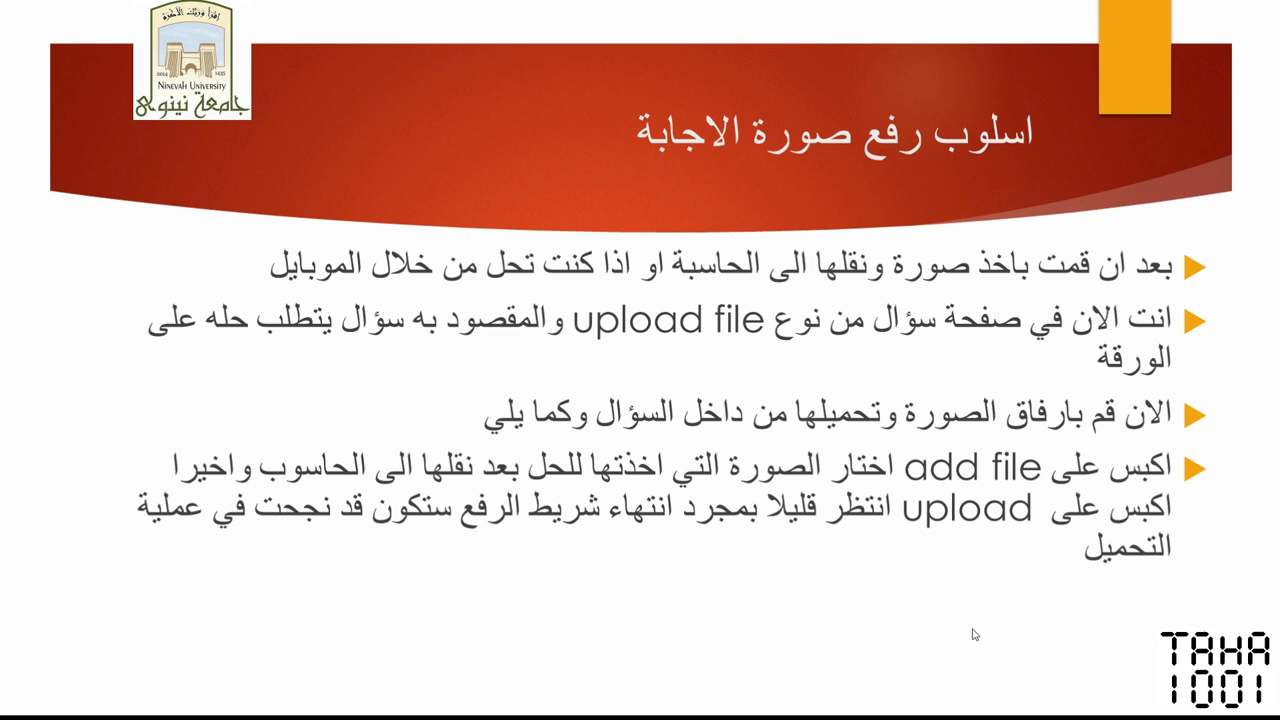 2014
1435
NINEVAH UNIVERSITY
جامعة نينوى
اسلوب رفع صورة الاجابة
بعد ان قمت باخذ صورة ونقلها الى الحاسبة او اذا كنت تحل من خلال الموبايل
انت الان في صفحة سؤال من نوع upload file والمقصود به سؤال يتطلب حله على
الورقة
الان قم بارفاق الصورة وتحميلها من داخل السؤال وكما يلي
اكبس على add file اختار الصورة التي اخذتها للحل بعد نقلها الى الحاسوب واخيرا
اكبس على upload انتظر قليلا بمجرد انتهاء شريط الرفع ستكون قد نجحت في عملية
التحميل
TAHA
1001